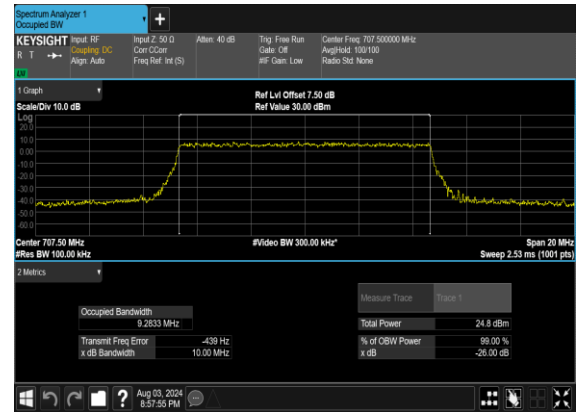 Spectrum Analyzer 1
Occupied BW
KEYSIGHT
R T
Input: RF
Coupling: DC
Align: Auto
Input Z: 50 Ω
Corr CCorr
Freq Ref: Int (S)
Atten: 40 dB
Trig: Free Run
Gate: Off
#IF Gain: Low
Center Freq: 707.500000 MHz
Avg|Hold: 100/100
Radio Std: None
1 Graph
Scale/Div 10.0 dB
Ref Lvl Offset 7.50 dB
Ref Value 30.00 dBm
Log
20.0
10.0
0.00
-10.0
-20.0
-30.0
-40.0
-50.0
-60.0
Center 707.50 MHz
#Res BW 100.00 kHz
#Video BW 300.00 kHz*
Span 20 MHz
Sweep 2.53 ms (1001 pts)
2 Metrics
Measure Trace
Trace 1
Occupied Bandwidth
9.2833 MHz
Total Power
24.8 dBm
Transmit Freq Error
-439 Hz
% of OBW Power
99.00 %
x dB Bandwidth
10.00 MHz
x dB
-26.00 dB
Aug 03, 2024
8:57:55 PM